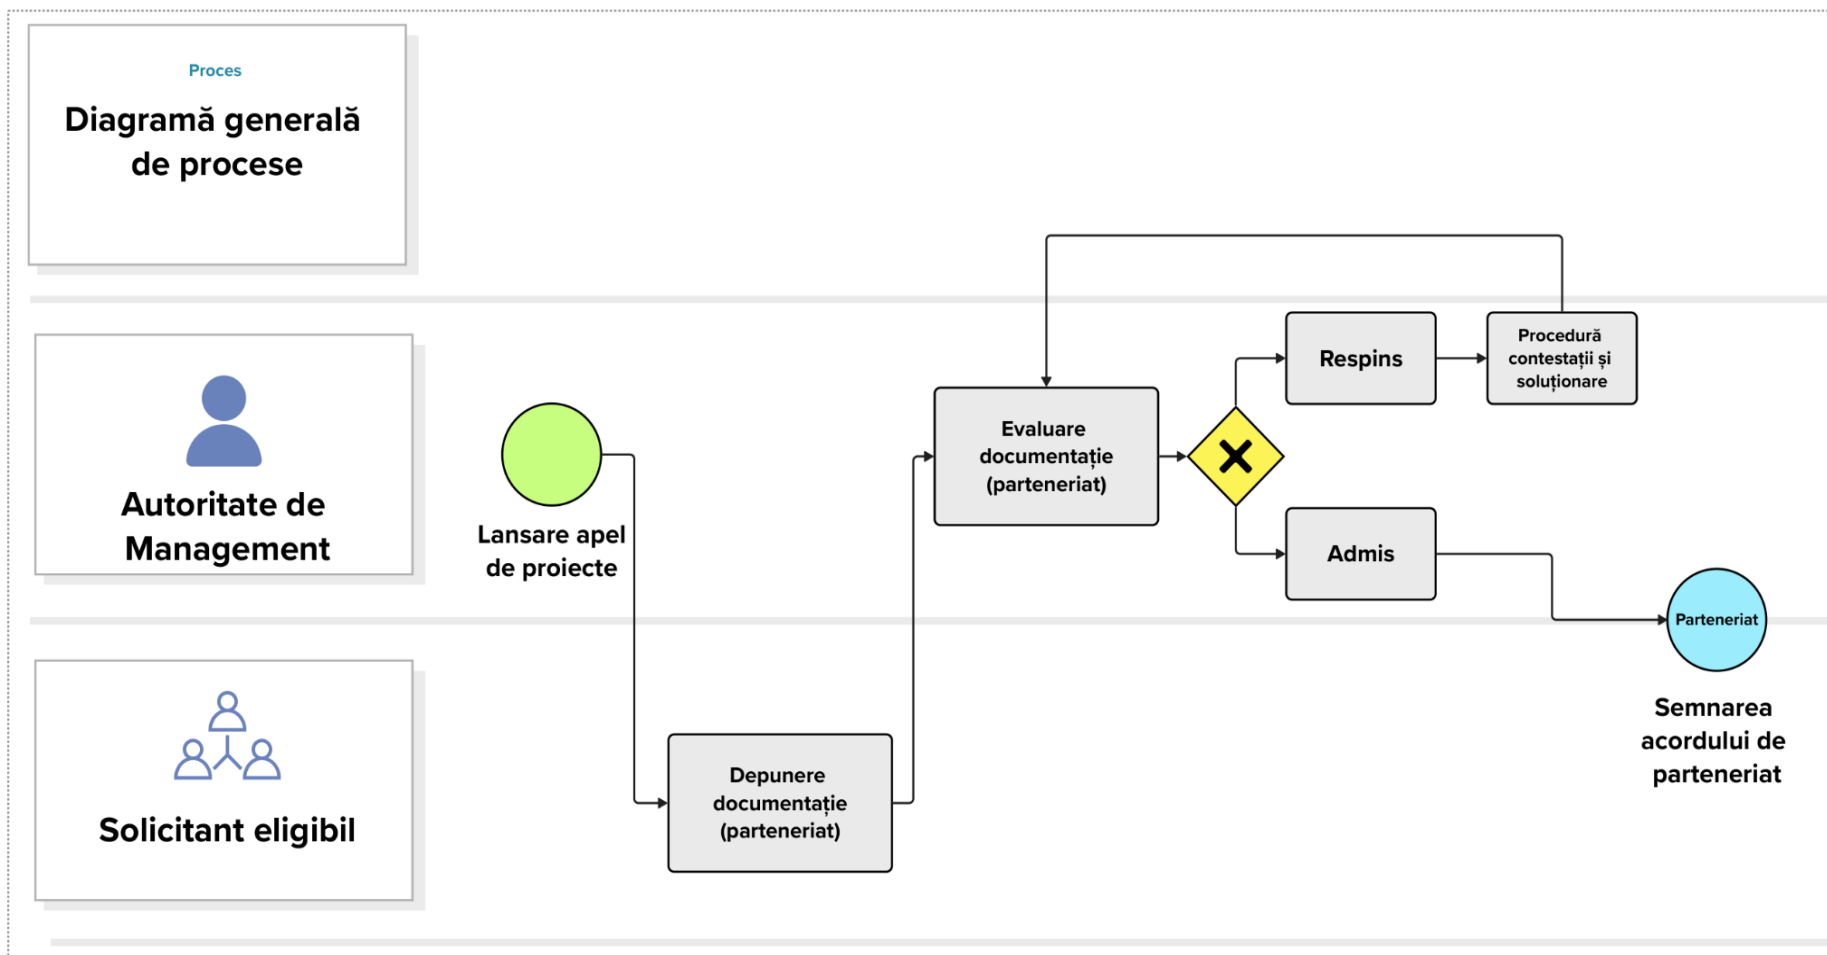 Proces
Diagramă generală
de procese
Autoritate de
Management
Lansare apel
de proiecte
Evaluare
documentație
(parteneriat)
Respins
Procedură
contestații și
soluționare
Admis
Parteneriat
Semnarea
acordului de
parteneriat
Solicitant eligibil
Depunere
documentație
(parteneriat)